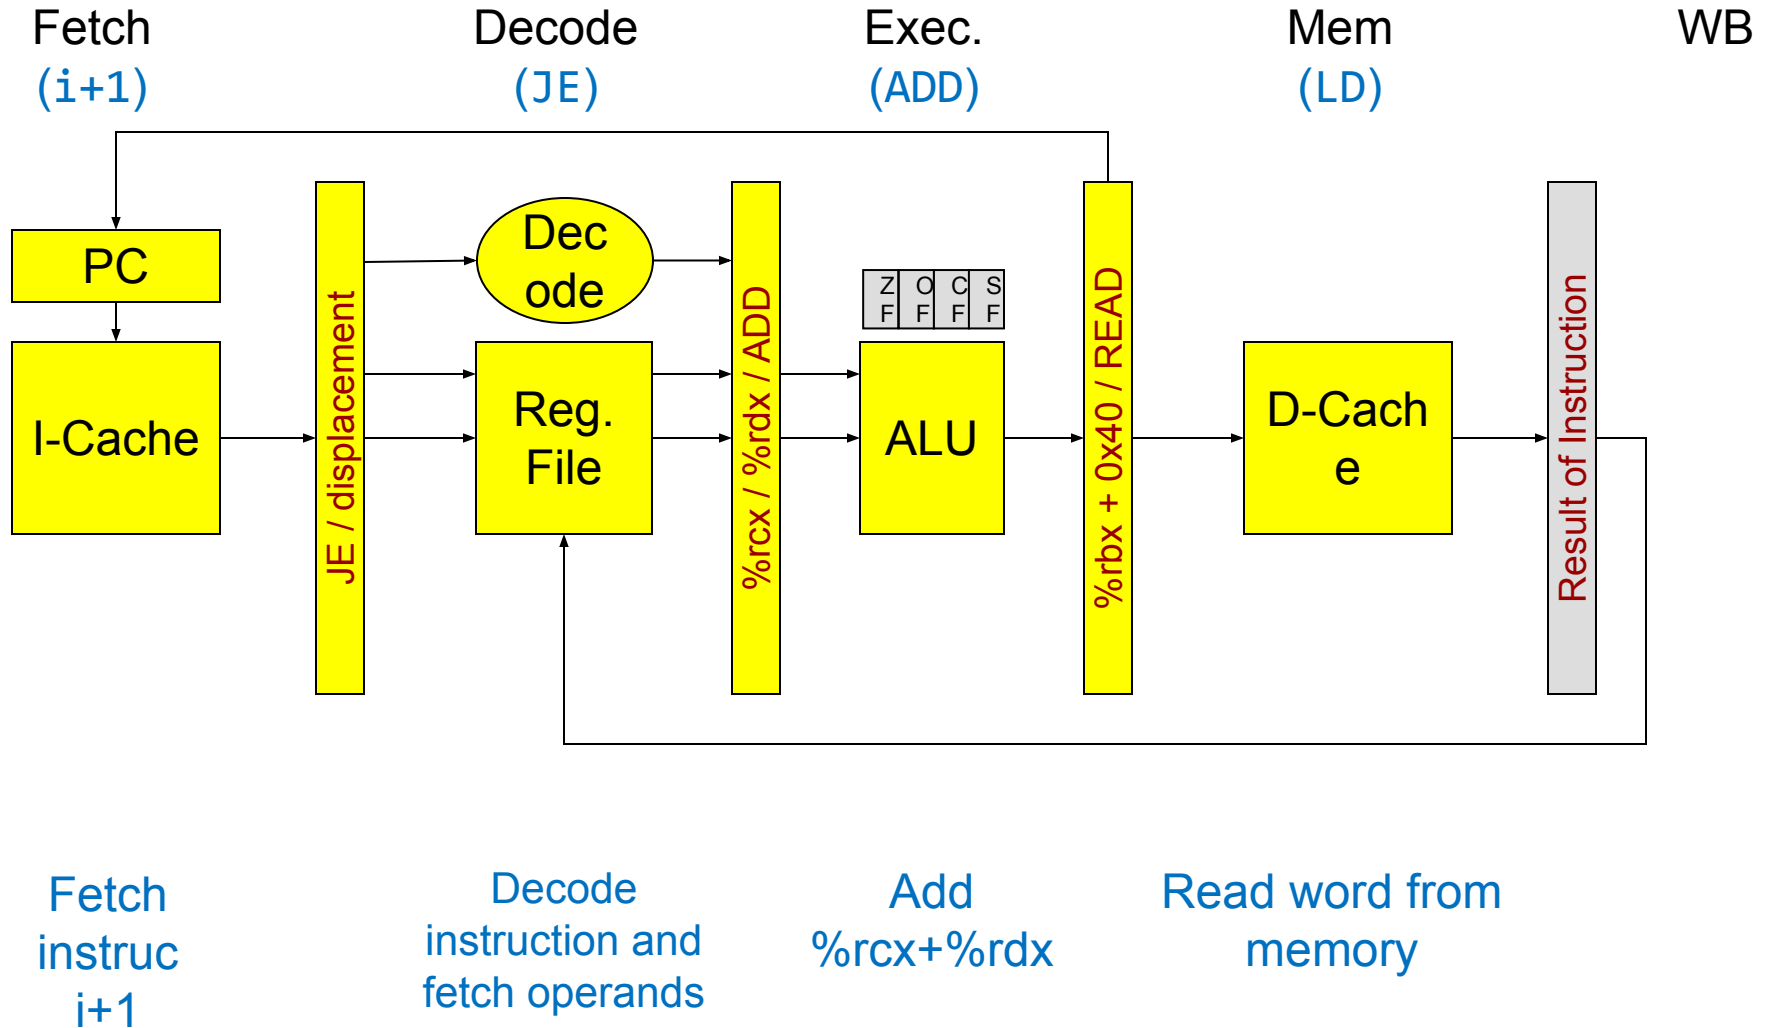 Fetch
(i+1)
Decode
(JE)
Exec.
(ADD)
Mem
(LD)
WB
PC
I-Cache
JE / displacement
Dec
ode
Reg.
File
%rcx / %rdx / ADD
Z
F
O
F
C
F
S
F
ALU
%rbx + 0x40 / READ
D-Cach
e
Result of Instruction
Fetch
instruc
i+1
Decode
instruction and
fetch operands
Add
%rcx+%rdx
Read word from
memory